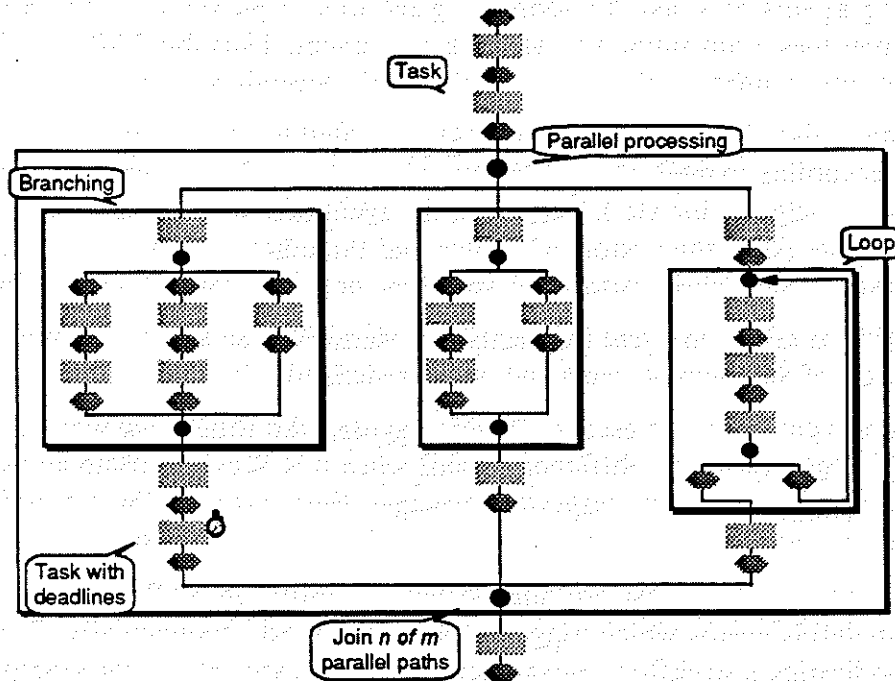 Task
Parallel processing
Branching
Loop
Task with
deadlines
Join n of m
parallel paths